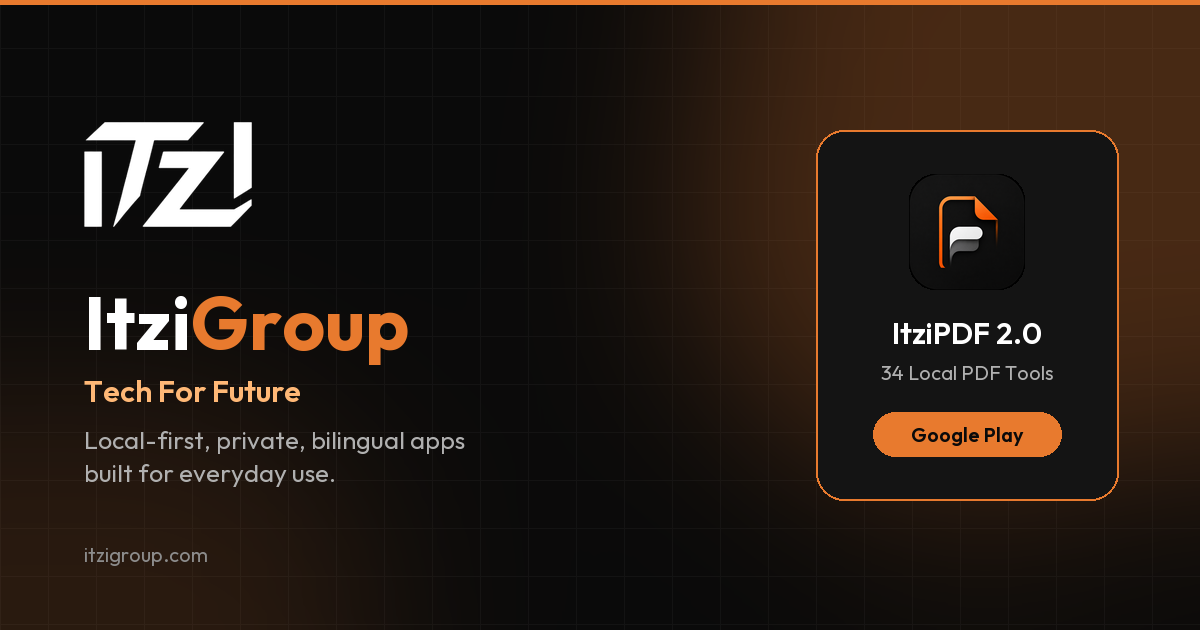 iTZI
ItziGroup
Tech For Future
Local-first, private, bilingual apps
built for everyday use.
itzigroup.com
ItziPDF 2.0
34 Local PDF Tools
Google Play